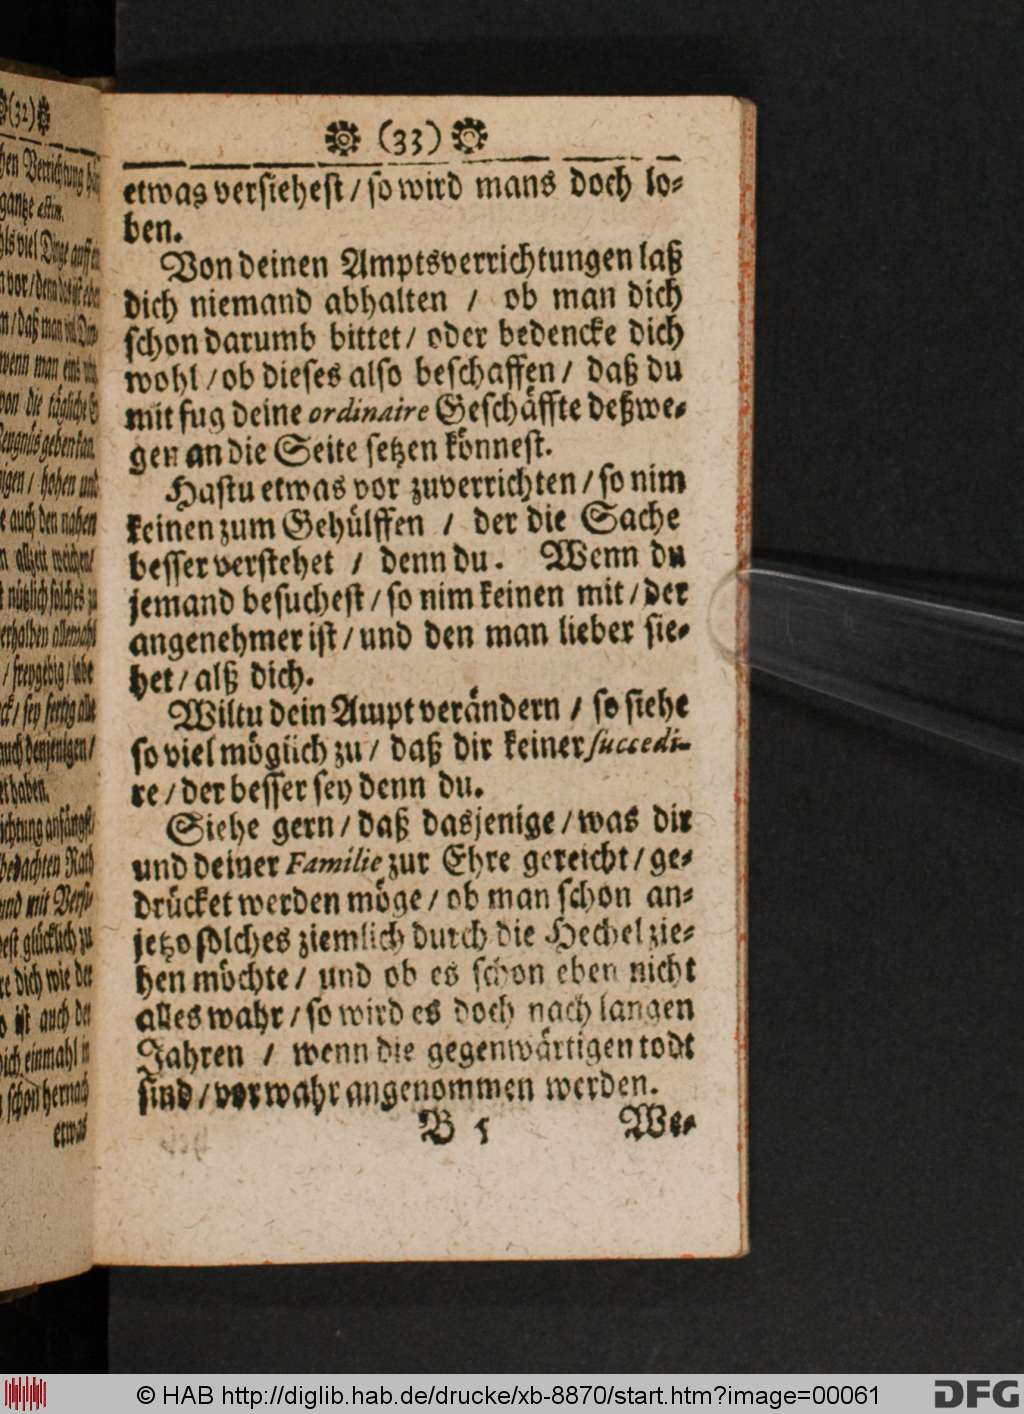 (32)
(33)
etwas versiehest / so wird mans doch lo⸗
ben.
Von deinen Amptsverrichtungen laß
dich niemand abhalten / ob man dich
schon darumb bittet / oder bedencke dich
wohl / ob dieses also beschaffen / daß du
mit fug deine ordinaire Geschäffte deßwe⸗
gen an die Seite setzen könnest.
Hastu etwas vor zuverrichten / so nim
keinen zum Gehülffen / der die Sache
besser verstehet / denn du. Wenn du
jemand besuchest / so nim keinen mit / der
angenehmer ist / und den man lieber sie⸗
het / alß dich.
Wiltu dein Ampt verändern / so siehe
so viel möglich zu / daß dir keiner succedi-
re / der besser sey denn du.
Siehe gern / daß dasjenige / was dir
und deiner Familie zur Ehre gereicht / ge⸗
drücket werden möge / ob man schon an⸗
jetzo solches ziemlich durch die Hechel zie⸗
hen möchte / und ob es schon eben nicht
alles wahr / so wird es doch nach langen
Jahren / wenn die gegenwärtigen todt
sind / vor wahr angenommen werden.
B 5 We⸗
© HAB http://diglib.hab.de/drucke/xb-8870/start.htm?image=00061
DFG